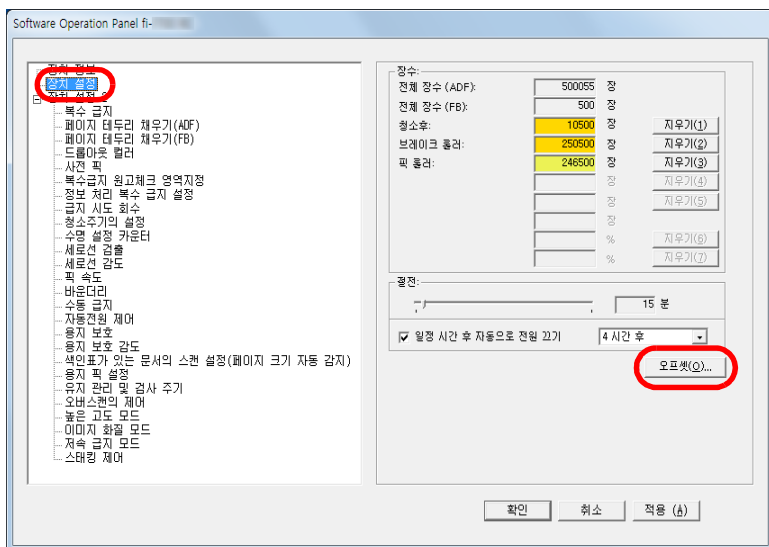 Software Operation Panel fi-
장치 정보
장치 설정
장치 설정 2
복수 급지
페이지 테두리 채우기(ADF)
페이지 테두리 채우기(FB)
드롭아웃 컬러
사전 픽
복수급지 원고체크 영역지정
정보 처리 복수 급지 설정
급지 시도 회수
청소주기의 설정
수명 설정 카운터
세로선 검출
세로선 감도
픽 속도
바운더리
수동 급지
자동전원 제어
용지 보호
용지 보호 감도
색인표가 있는 문서의 스캔 설정(페이지 크기 자동 감지)
용지 픽 설정
유지 관리 및 검사 주기
오버스캔의 제어
높은 고도 모드
이미지 화질 모드
저속 급지 모드
스태킹 제어
장수:
전체 장수 (ADF): 500055 장
전체 장수 (FB): 500 장
청소후: 10500 장 지우기(1)
브레이크 롤러: 250500 장 지우기(2)
픽 롤러: 246500 장 지우기(3)
장 지우기(4)
장 지우기(5)
장
% 지우기(6)
% 지우기(7)
절전:
15 분
일정 시간 후 자동으로 전원 끄기 4 시간 후
오프셋(O)...
확인 취소 적용 (A)